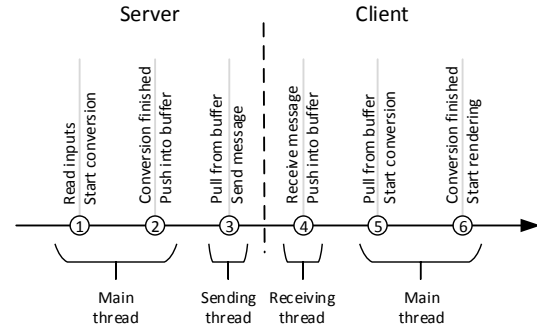 Server
Client
Read inputs
Start conversion
Conversion finished
Push into buffer
Pull from buffer
Send message
Receive message
Push into buffer
Pull from buffer
Start conversion
Conversion finished
Start rendering
1
2
3
4
5
6
Main
thread
Sending
thread
Receiving
thread
Main
thread